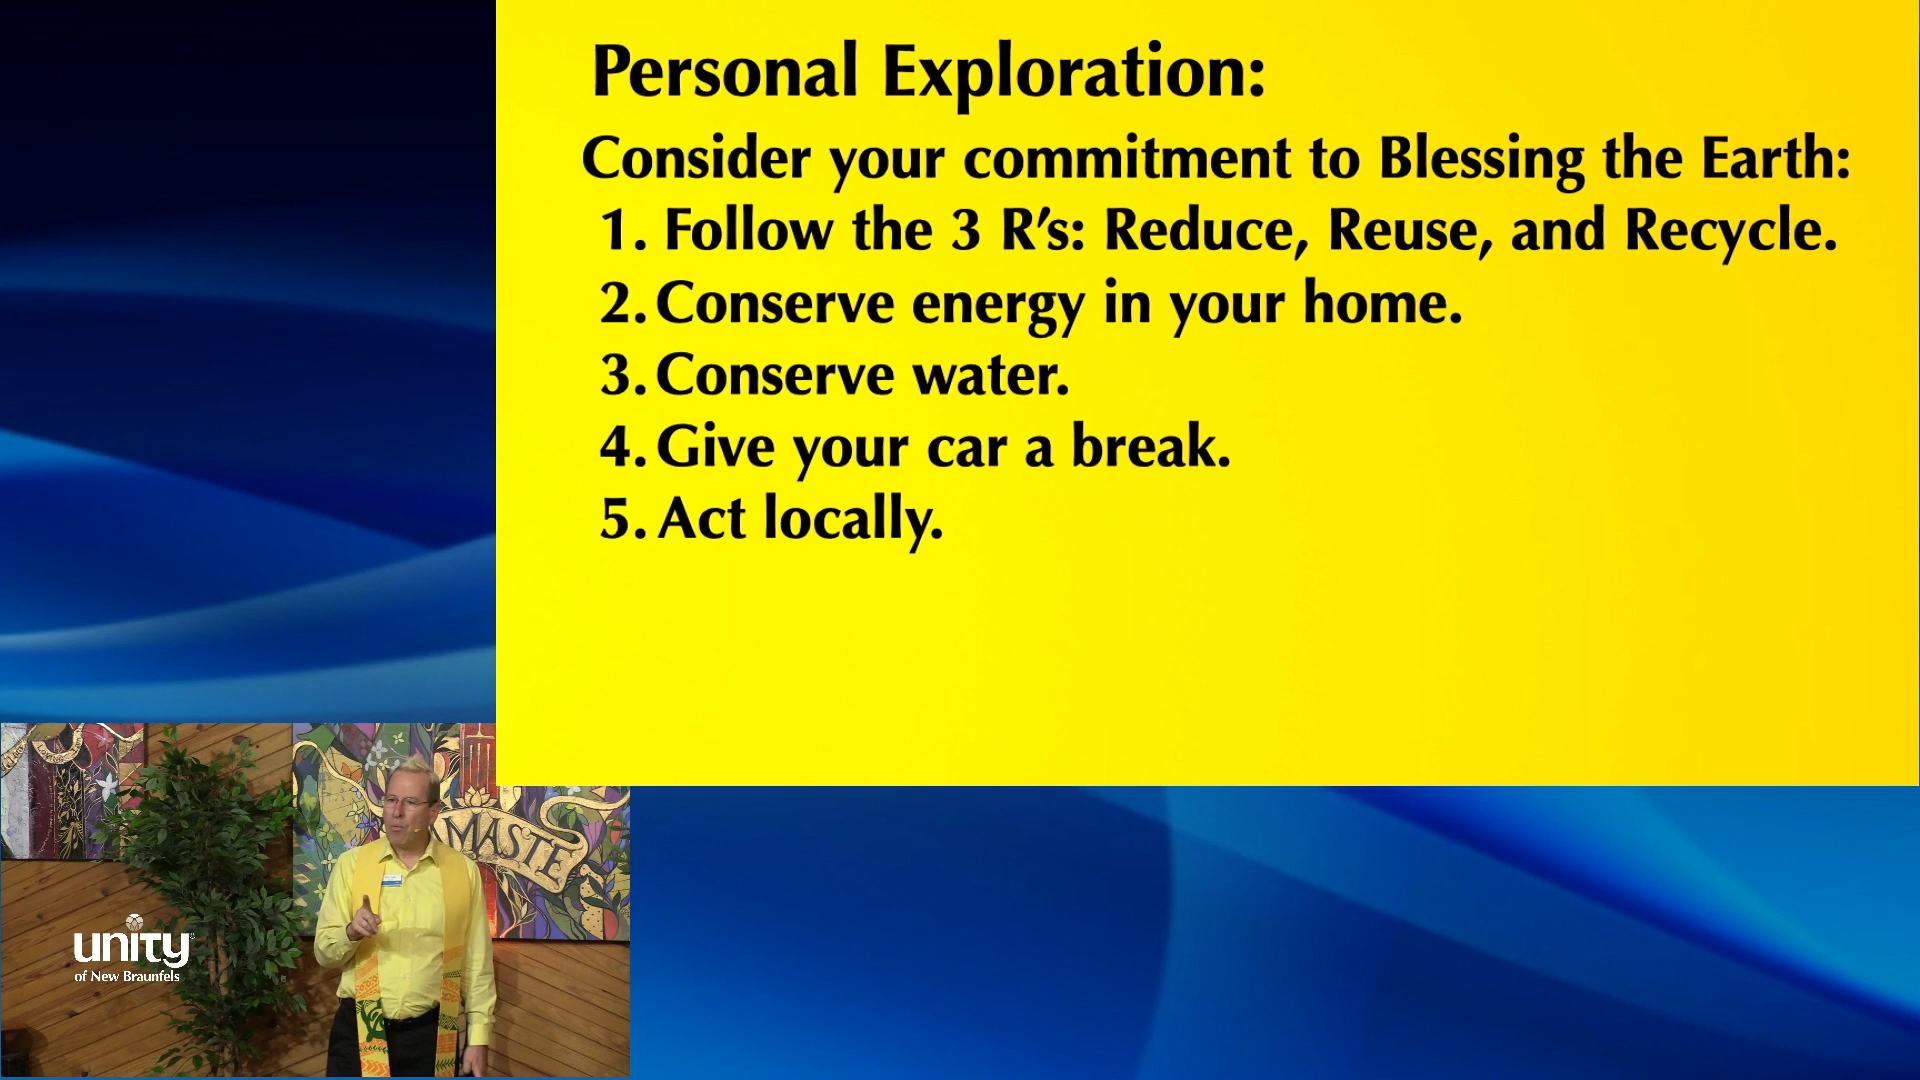 Personal Exploration:
Consider your commitment to Blessing the Earth:
1. Follow the 3 R’s: Reduce, Reuse, and Recycle.
2. Conserve energy in your home.
3. Conserve water.
4. Give your car a break.
5. Act locally.
MASTE
unity
of New Braunfels